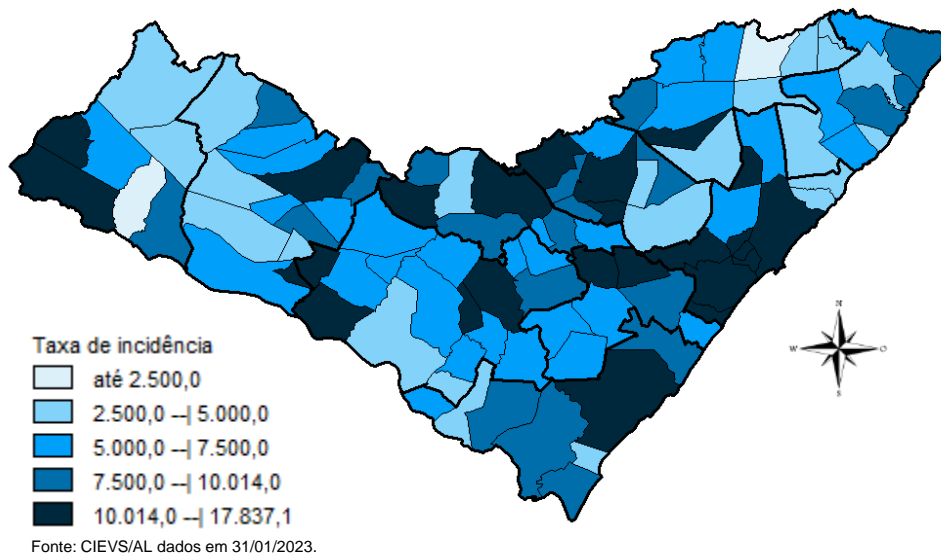 Taxa de incidência
até 2.500,0
2.500,0 --| 5.000,0
5.000,0 --| 7.500,0
7.500,0 --| 10.014,0
10.014,0 --| 17.837,1
Fonte: CIEVS/AL dados em 31/01/2023.
N
W
O
S